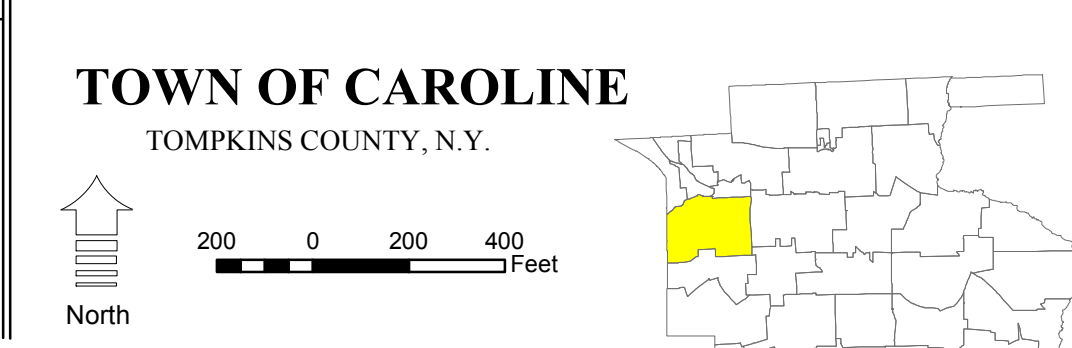 TOWN OF CAROLINE
TOMPKINS COUNTY, N.Y.
200 0 200 400
Feet
North